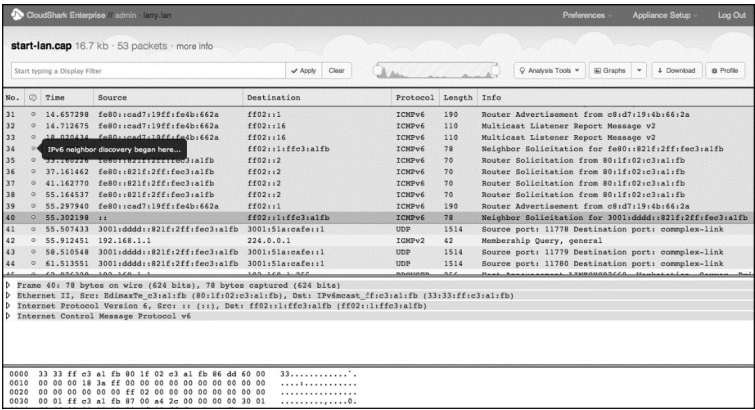 CloudShark Enterprise // admin larry.lan Preferences Appliance Setup Log Out
start-lan.cap 16.7 kb · 53 packets · more info
Start typing a Display Filter Apply Clear Analysis Tools Graphs Download Profile
No. Time Source Destination Protocol Length Info
31 14.657298 fe80::cad7:19ff:fe4b:662a ff02::1 ICMPv6 190 Router Advertisement from c8:d7:19:4b:66:2a
32 14.712675 fe80::cad7:19ff:fe4b:662a ff02::16 ICMPv6 110 Multicast Listener Report Message v2
33 18.020434 fe80::cad7:19ff:fe4b:662a ff02::16 ICMPv6 110 Multicast Listener Report Message v2
34 IPv6 neighbor discovery began here... ff02::1:ffc3:a1fb ICMPv6 78 Neighbor Solicitation for fe80::821f:2ff:fec3:a1fb
35 fe80::821f:2ff:fec3:a1fb ff02::2 ICMPv6 70 Router Solicitation from 80:1f:02:c3:a1:fb
36 37.161462 fe80::821f:2ff:fec3:a1fb ff02::2 ICMPv6 70 Router Solicitation from 80:1f:02:c3:a1:fb
37 41.162770 fe80::821f:2ff:fec3:a1fb ff02::2 ICMPv6 70 Router Solicitation from 80:1f:02:c3:a1:fb
38 55.164537 fe80::821f:2ff:fec3:a1fb ff02::2 ICMPv6 70 Router Solicitation from 80:1f:02:c3:a1:fb
39 55.297940 fe80::cad7:19ff:fe4b:662a ff02::1 ICMPv6 190 Router Advertisement from c8:d7:19:4b:66:2a
40 55.302198 :: ff02::1:ffc3:a1fb ICMPv6 78 Neighbor Solicitation for 3001:dddd::821f:2ff:fec3:a1fb
41 55.507433 3001:dddd::821f:2ff:fec3:a1fb 3001:51a:cafe::1 UDP 1514 Source port: 11778 Destination port: commplex-link
42 55.912451 192.168.1.1 224.0.0.1 IGMPv2 42 Membership Query, general
43 58.510548 3001:dddd::821f:2ff:fec3:a1fb 3001:51a:cafe::1 UDP 1514 Source port: 11779 Destination port: commplex-link
44 61.513551 3001:dddd::821f:2ff:fec3:a1fb 3001:51a:cafe::1 UDP 1514 Source port: 11780 Destination port: commplex-link
Frame 40: 78 bytes on wire (624 bits), 78 bytes captured (624 bits)
Ethernet II, Src: EdimaxTe_c3:a1:fb (80:1f:02:c3:a1:fb), Dst: IPv6mcast_ff:c3:a1:fb (33:33:ff:c3:a1:fb)
Internet Protocol Version 6, Src: :: (::), Dst: ff02::1:ffc3:a1fb (ff02::1:ffc3:a1fb)
Internet Control Message Protocol v6
0000 33 33 ff c3 a1 fb 80 1f 02 c3 a1 fb 86 dd 60 00 33............`.
0010 00 00 00 18 3a ff 00 00 00 00 00 00 00 00 00 00 ....:...........
0020 00 00 00 00 00 00 ff 02 00 00 00 00 00 00 00 00 ................
0030 00 01 ff c3 a1 fb 87 00 a4 2c 00 00 00 00 30 01 .........,....0.